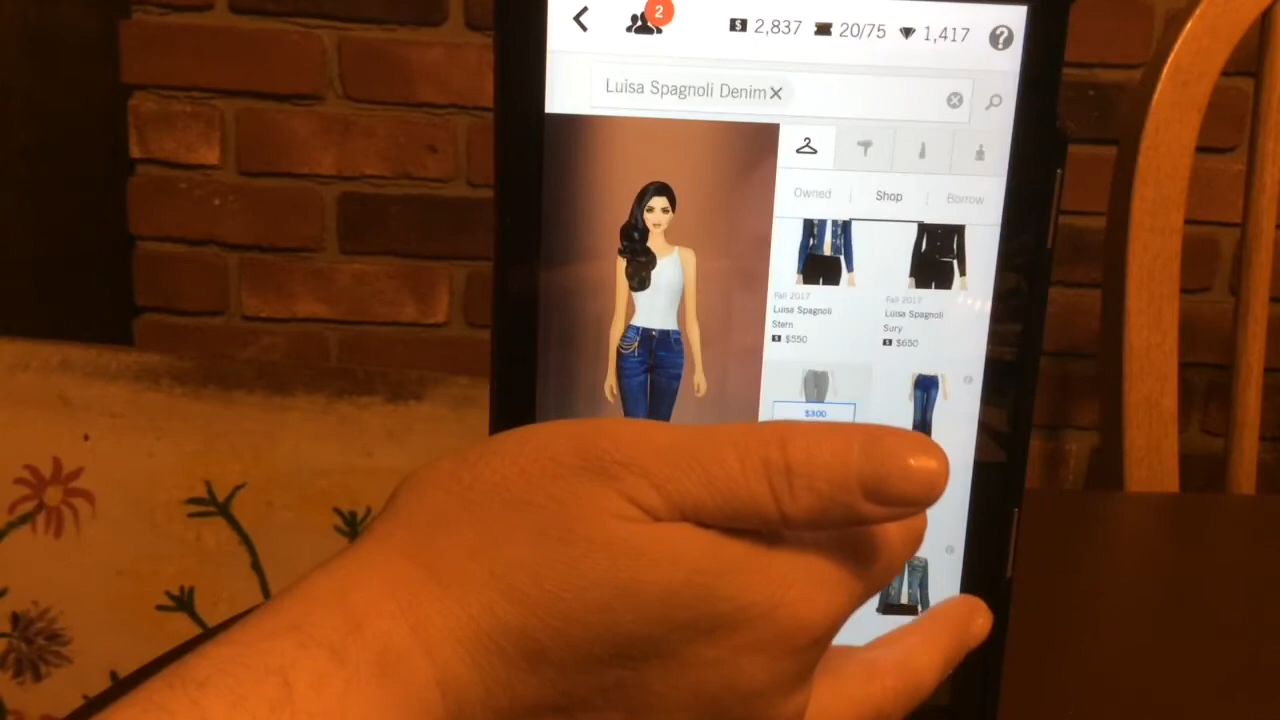 2
2,837
20/75
1,417
?
Luisa Spagnoli Denim
Owned
Shop
Borrow
Fall 2017
Luisa Spagnoli
Stern
$550
Fall 2017
Luisa Spagnoli
Sury
$650
$300